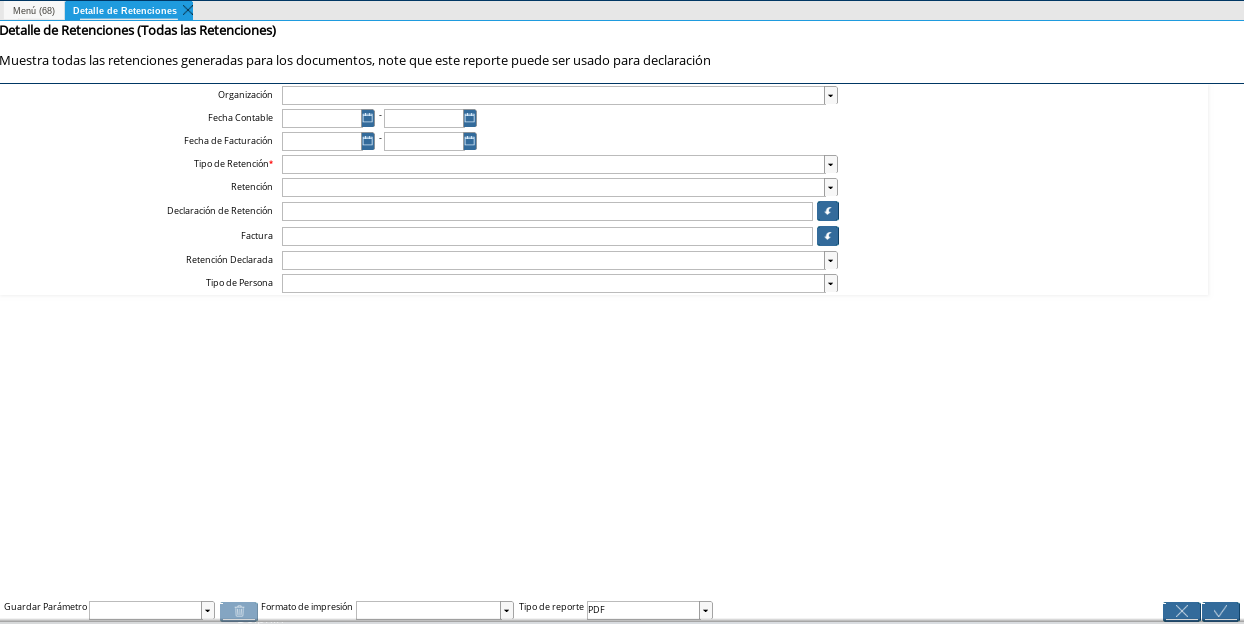 Menú (68) Detalle de Retenciones
Detalle de Retenciones (Todas las Retenciones)
Muestra todas las retenciones generadas para los documentos, note que este reporte puede ser usado para declaración
Organización
Fecha Contable -
Fecha de Facturación -
Tipo de Retención*
Retención
Declaración de Retención
Factura
Retención Declarada
Tipo de Persona
Guardar Parámetro Formato de impresión Tipo de reporte PDF